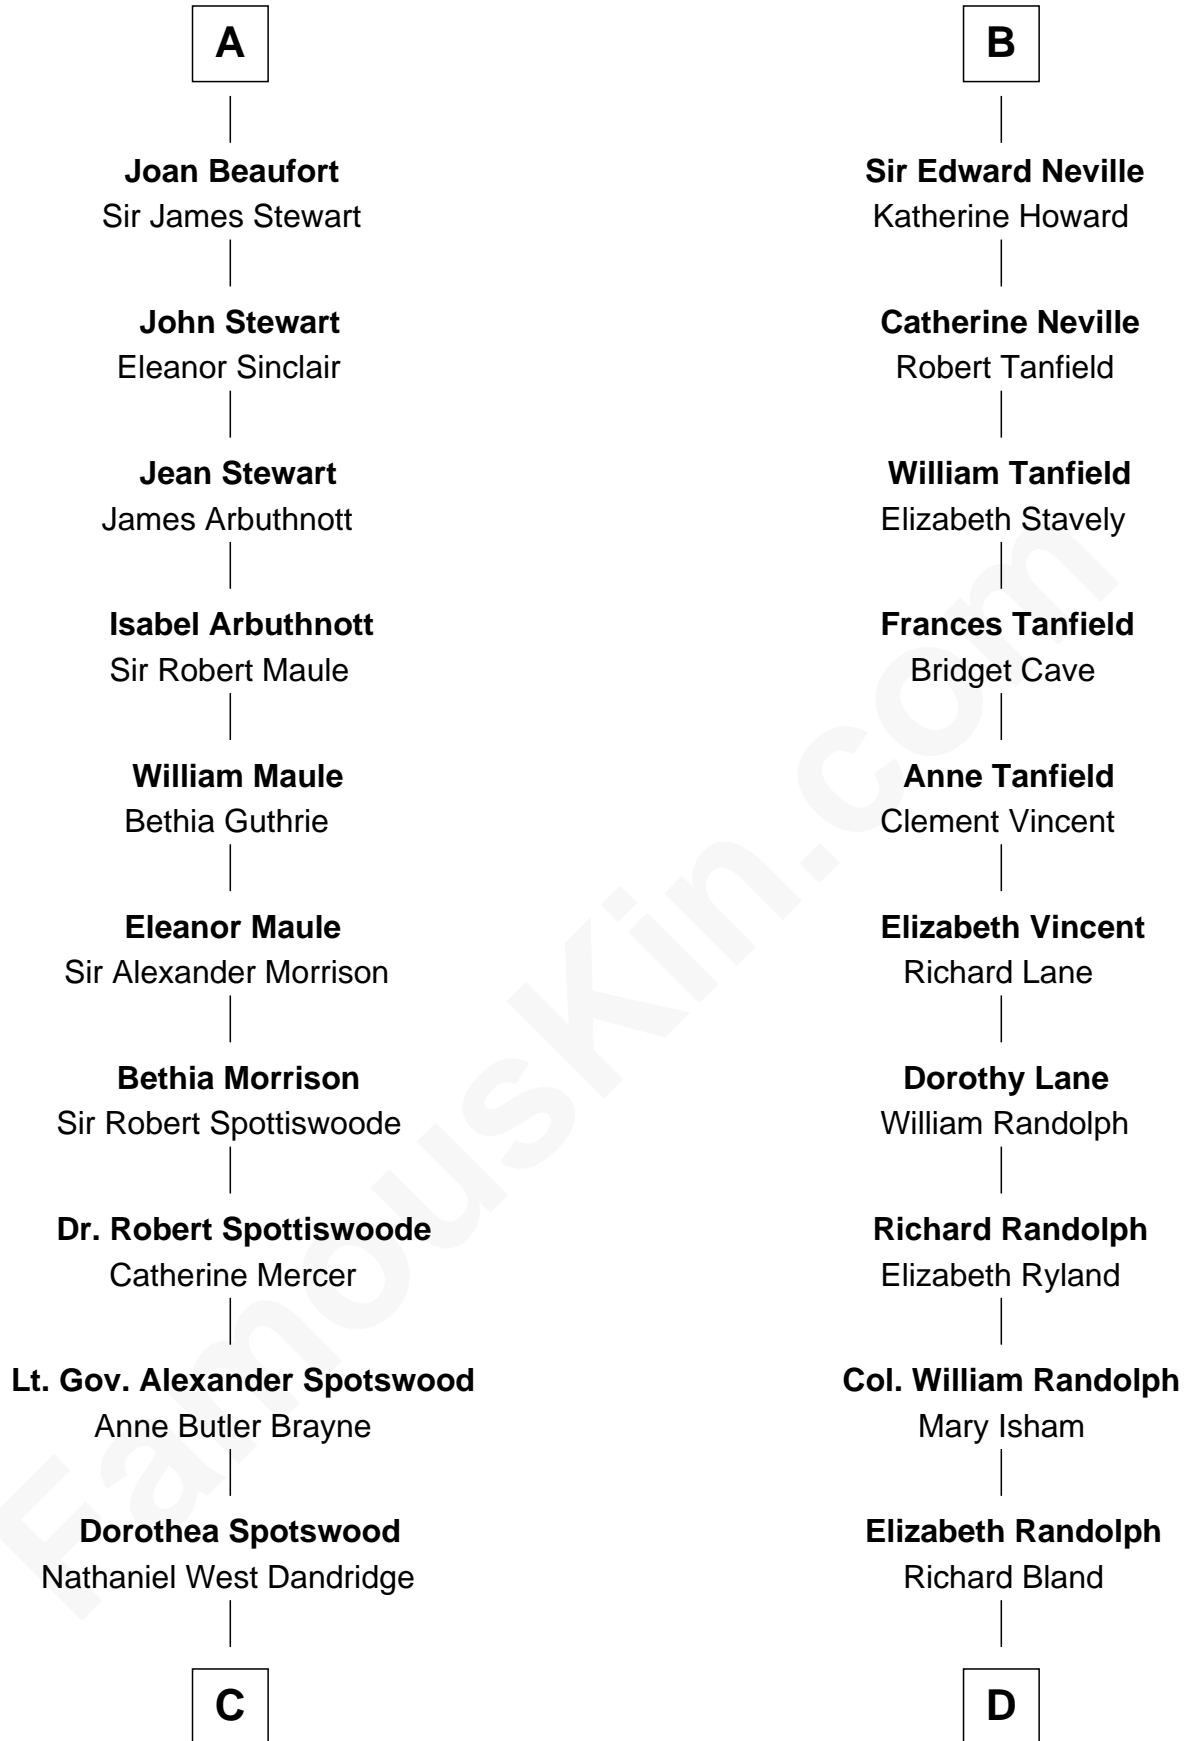 A
Joan Beaufort
Sir James Stewart
John Stewart
Eleanor Sinclair
Jean Stewart
James Arbuthnott
Isabel Arbuthnott
Sir Robert Maule
William Maule
Bethia Guthrie
Eleanor Maule
Sir Alexander Morrison
Bethia Morrison
Sir Robert Spottiswoode
Dr. Robert Spottiswoode
Catherine Mercer
Lt. Gov. Alexander Spotswood
Anne Butler Brayne
Dorothea Spotswood
Nathaniel West Dandridge
C
B
Sir Edward Neville
Katherine Howard
Catherine Neville
Robert Tanfield
William Tanfield
Elizabeth Stavely
Frances Tanfield
Bridget Cave
Anne Tanfield
Clement Vincent
Elizabeth Vincent
Richard Lane
Dorothy Lane
William Randolph
Richard Randolph
Elizabeth Ryland
Col. William Randolph
Mary Isham
Elizabeth Randolph
Richard Bland
D
FamousKin.com